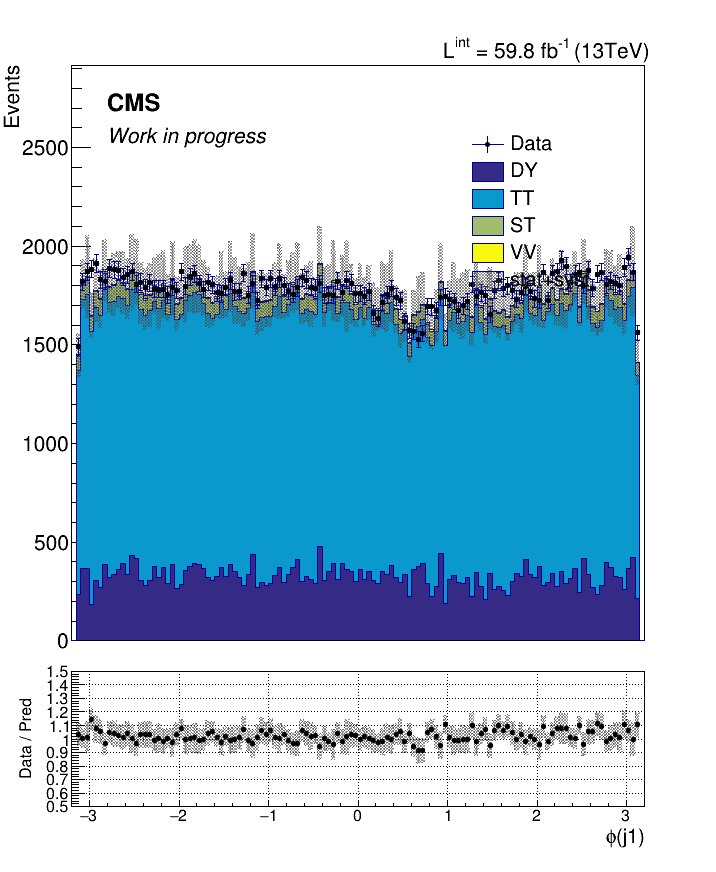 L^int = 59.8 fb^-1 (13TeV)
Events
CMS
Work in progress
Data
DY
TT
ST
VV
2500
2000
1500
1000
500
0
Data / Pred
1.5
1.4
1.3
1.2
1.1
1
0.9
0.8
0.7
0.6
0.5
−3 −2 −1 0 1 2 3
ϕ(j1)